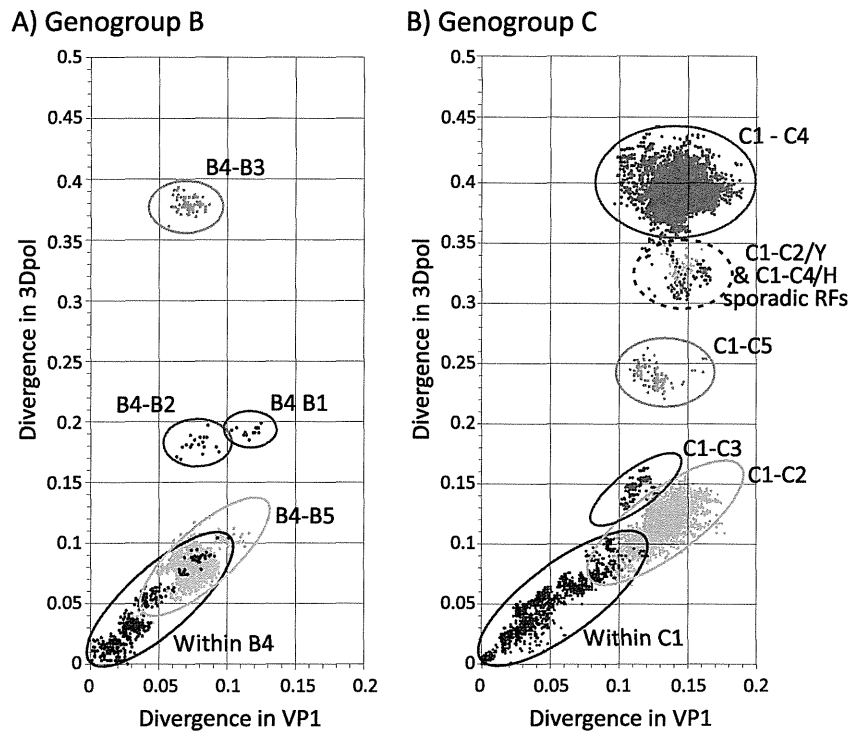 A) Genogroup B
0.5
0.45
0.4
0.35
0.3
0.25
0.2
0.15
0.1
0.05
0
Divergence in 3Dpol
B4-B3
B4-B2
B4 B1
B4-B5
Within B4
0
0.05
0.1
0.15
0.2
Divergence in VP1
B) Genogroup C
0.5
0.45
0.4
0.35
0.3
0.25
0.2
0.15
0.1
0.05
0
Divergence in 3Dpol
C1 - C4
C1-C2/Y
& C1-C4/H
sporadic RFs
C1-C5
C1-C3
C1-C2
Within C1
0
0.05
0.1
0.15
0.2
Divergence in VP1